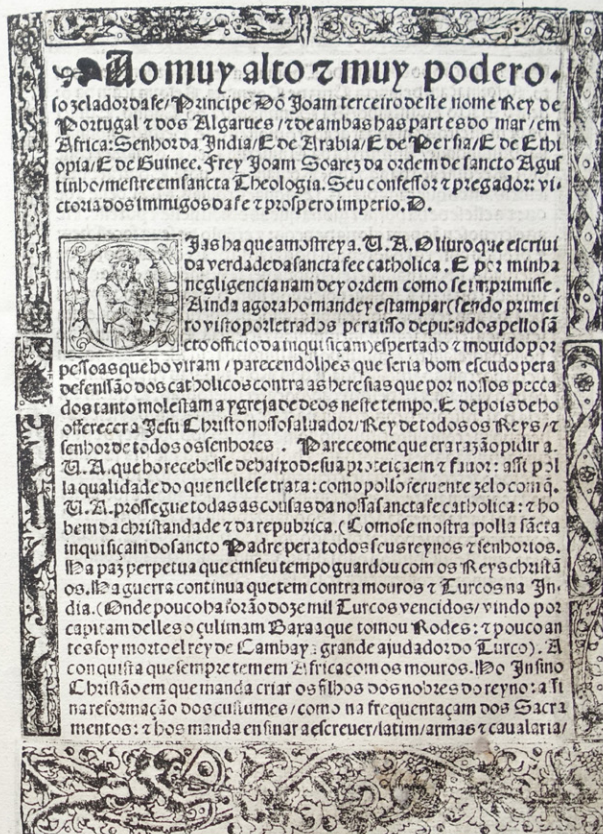 Ao muy alto ⁊ muy podero-
so zelador da fe/ Principe Dõ Joam terceiro deste nome Rey de
Portugal ⁊ dos Algarues/ ⁊ de ambas has partes do mar/ em
Africa: Senhor da India/ E de Arabia/ E de Persia/ E de Ethi
opia/ E de Guinee. Frey Joam Soarez da ordem de sancto Agus
tinho/ mestre em sancta Theologia. Seu confessor ⁊ pregador: vi-
ctoria dos immigos da fe ⁊ prospero imperio. D.
Dias ha que amostrey a. U. A. O liuro que escriui
da verdade da sancta fee catholica. E por minha
negligencia nam dey ordem como se imprimisse.
Ainda agora ho mandey estampar (sendo primei
ro visto por letrados pera isso depurados pello sã
cto officio da inquisiçam) espertado ⁊ mouido por
pessoas que ho viram/ parecendolhes que seria bom escudo pera
defenssão dos catholicos contra as heresias que por nossos pecca
dos tanto molestam a ygreja de deos neste tempo. E depois de ho
offerecer a Jesu Christo nosso saluador/ Rey de todos os Reys/ ⁊
senhor de todos os senhores. Pareceome que era razão pidir a.
U. A. que ho recebesse debaixo de sua proteiçaem ⁊ fauor: assi pol
la qualidade do que nelle se trata: como pollo feruente zelo com q̃.
U. A. prossegue todas as cousas da nossa sancta fe catholica: ⁊ ho
bem da christandade ⁊ da republica. (Como se mostra polla sãcta
inquisiçam do sancto Padre pera todos seus reynos ⁊ senhorios.
Na paz perpetua que em seu tempo guardou com os Reys christã
os. Na guerra continua que tem contra mouros ⁊ Turcos na In-
dia. (Onde pouco ha forão doze mil Turcos vencidos/ vindo por
capitam delles o çulimam Baxaa que tomou Rodes: ⁊ pouco an
tes foy morto el rey de Cambay: grande ajudador do Turco). A
conquista que sempre tem em Africa com os mouros. No Insino
Christão em que manda criar os filhos dos nobres do reyno: assi
na reformação dos custumes/ como na frequentaçam dos Sacra
mentos: ⁊ hos manda ensinar a escreuer/ latim/ armas ⁊ caualaria/